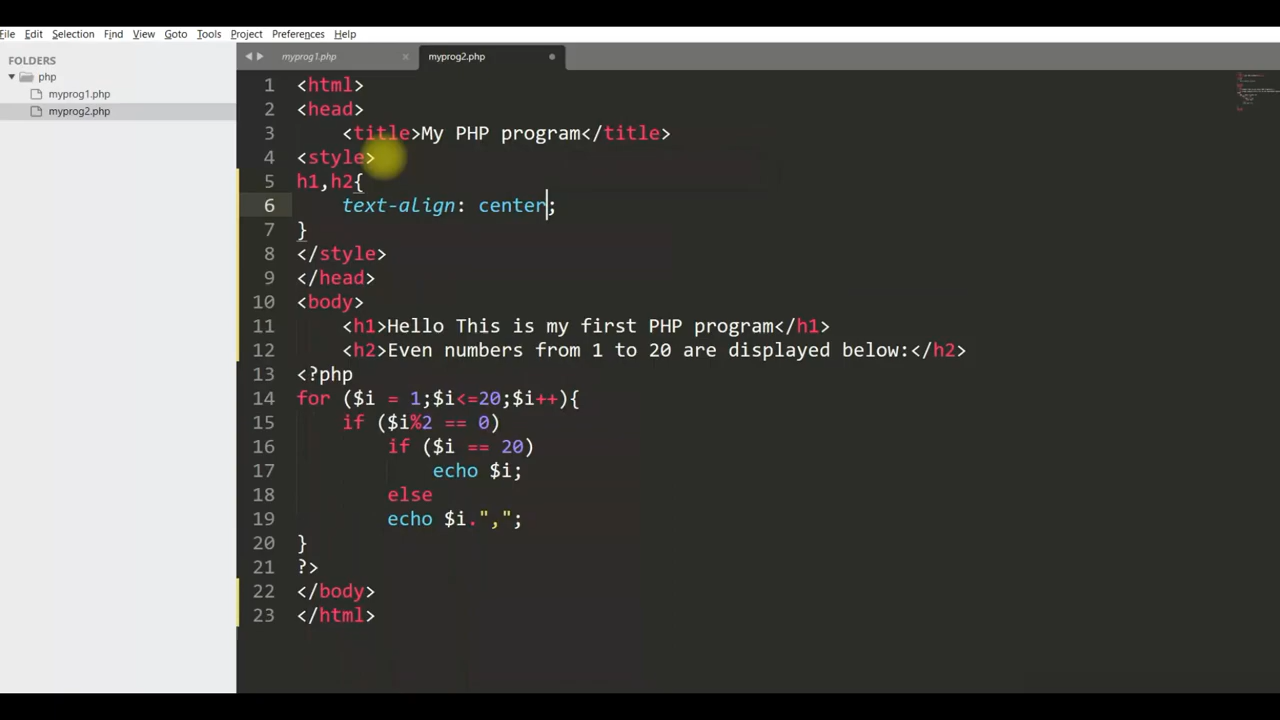 File Edit Selection Find View Goto Tools Project Preferences Help
FOLDERS
php
myprog1.php
myprog2.php
myprog1.php × myprog2.php
1 <html>
2 <head>
3 <title>My PHP program</title>
4 <style>
5 h1,h2{
6 text-align: center;
7 }
8 </style>
9 </head>
10 <body>
11 <h1>Hello This is my first PHP program</h1>
12 <h2>Even numbers from 1 to 20 are displayed below:</h2>
13 <?php
14 for ($i = 1;$i<=20;$i++){
15 if ($i%2 == 0)
16 if ($i == 20)
17 echo $i;
18 else
19 echo $i.",";
20 }
21 ?>
22 </body>
23 </html>